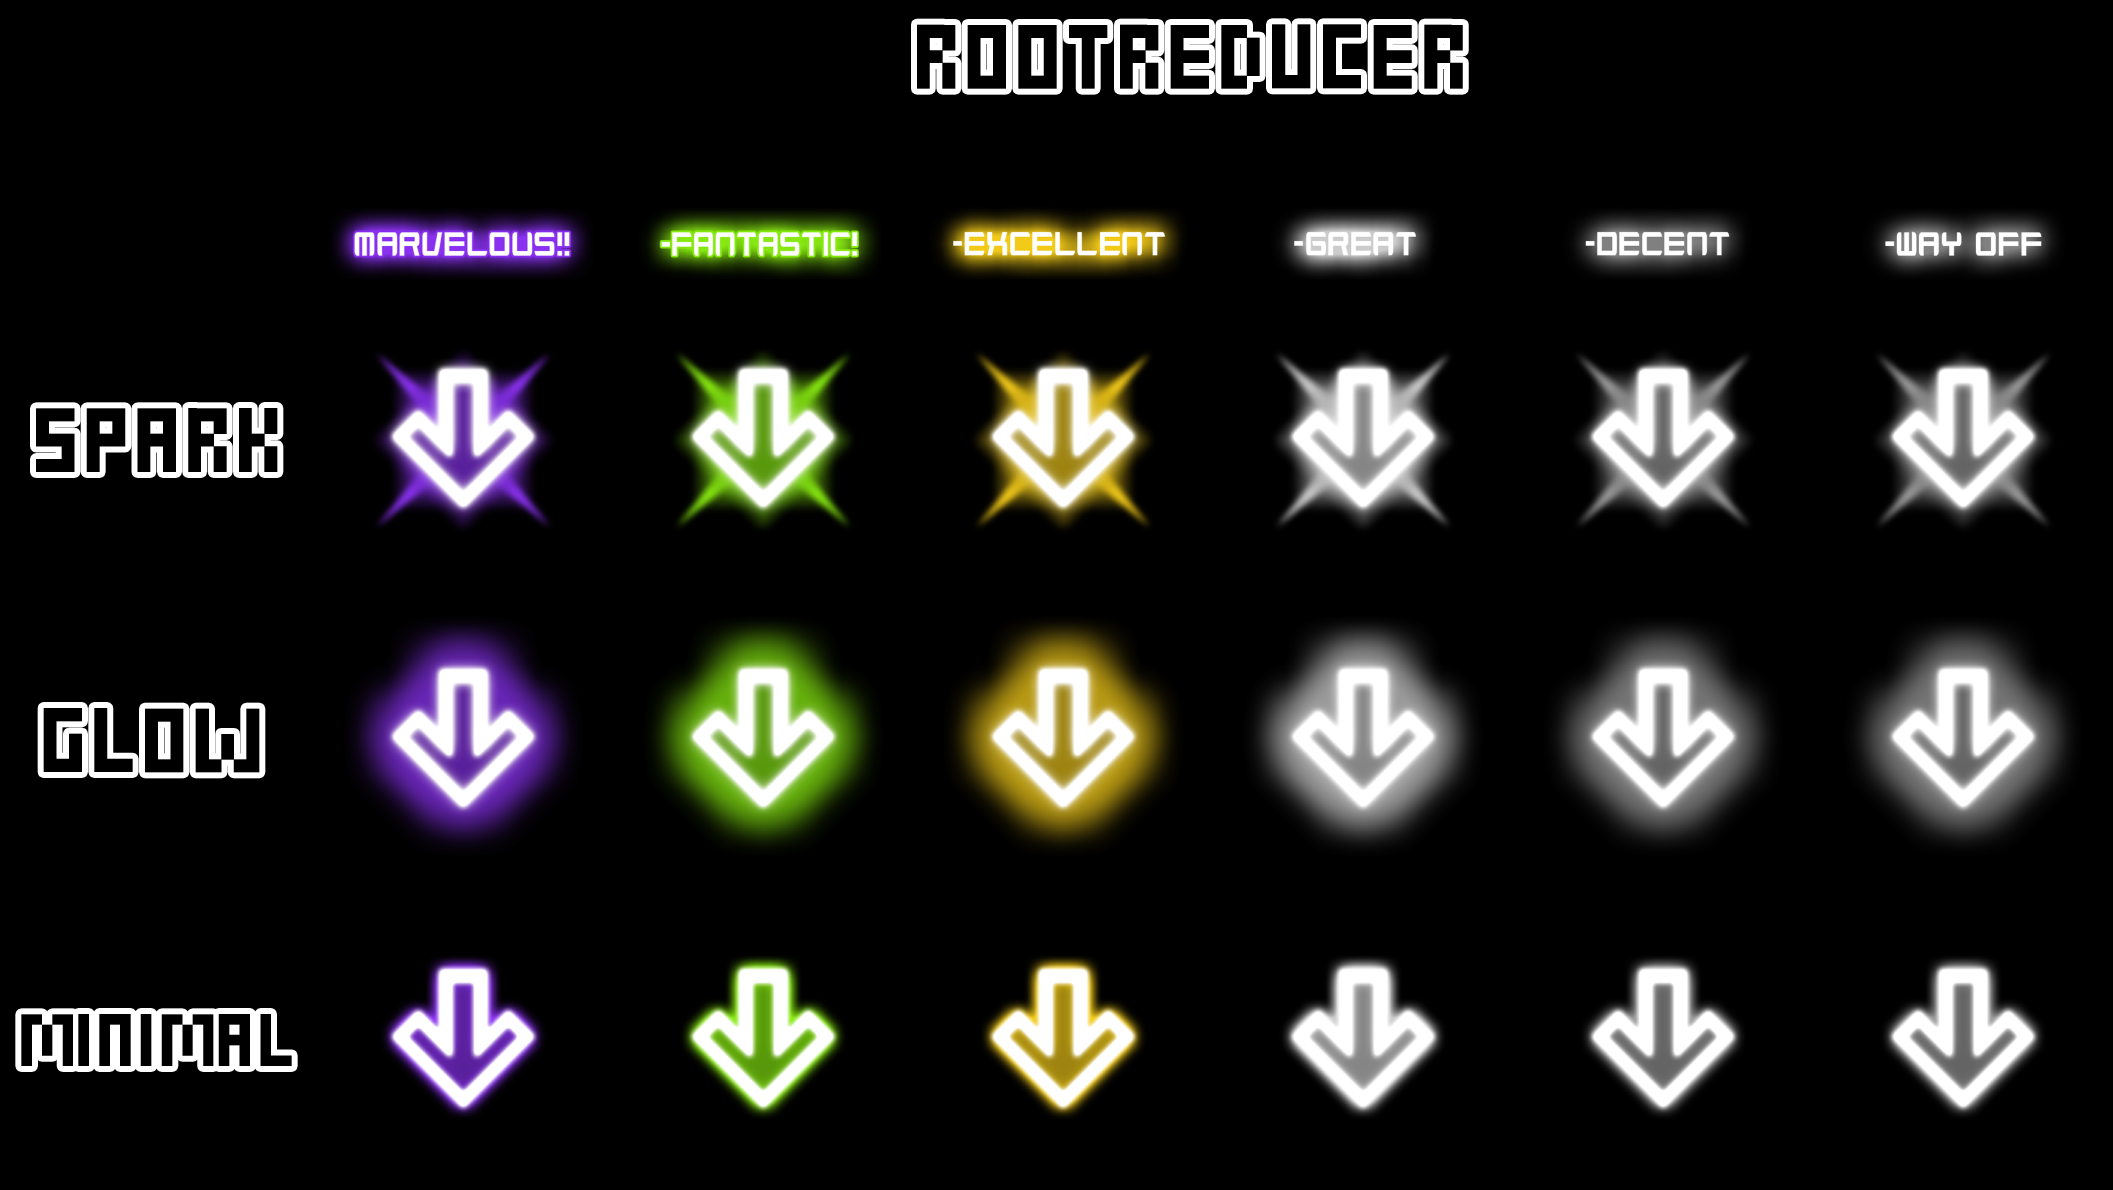 ROOTREDUCER
MARVELOUS!! -FANTASTIC! -EXCELLENT -GREAT -DECENT -WAY OFF
SPARK
GLOW
MINIMAL